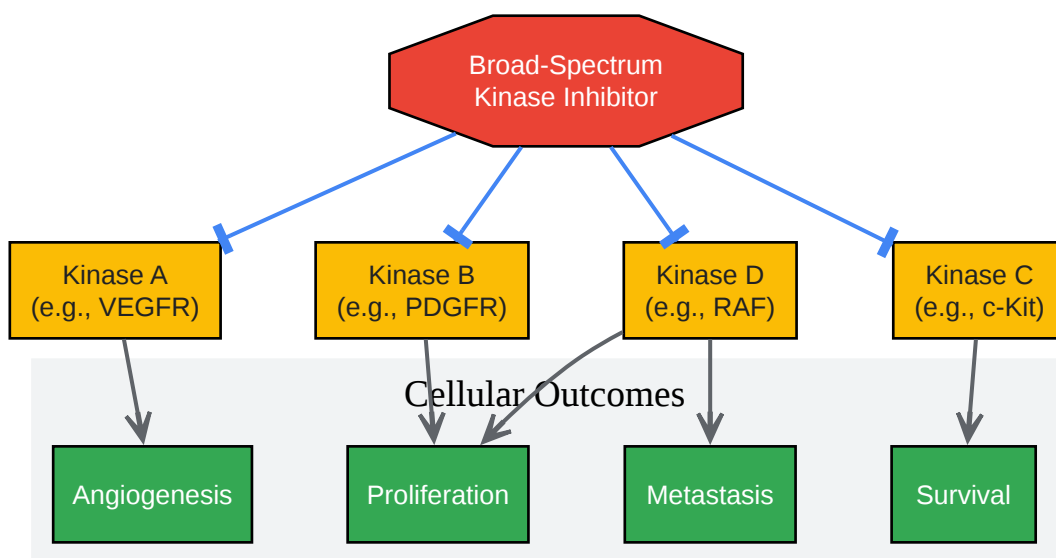 Broad-Spectrum
Kinase Inhibitor
Kinase A
(e.g., VEGFR)
Kinase B
(e.g., PDGFR)
Kinase D
(e.g., RAF)
Kinase C
(e.g., c-Kit)
Cellular Outcomes
Angiogenesis
Proliferation
Metastasis
Survival